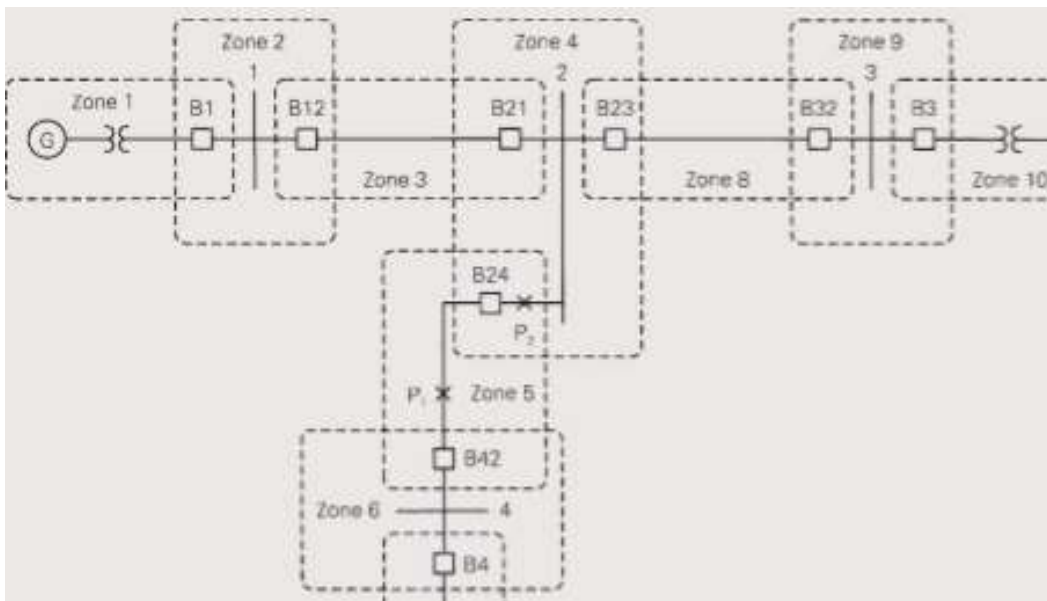 Zone 2
Zone 4
Zone 9
1
2
3
Zone 1
B1
B12
B21
B23
B32
B3
G
Zone 3
Zone 8
Zone 10
B24
P₂
P₁
Zone 5
B42
Zone 6
4
B4